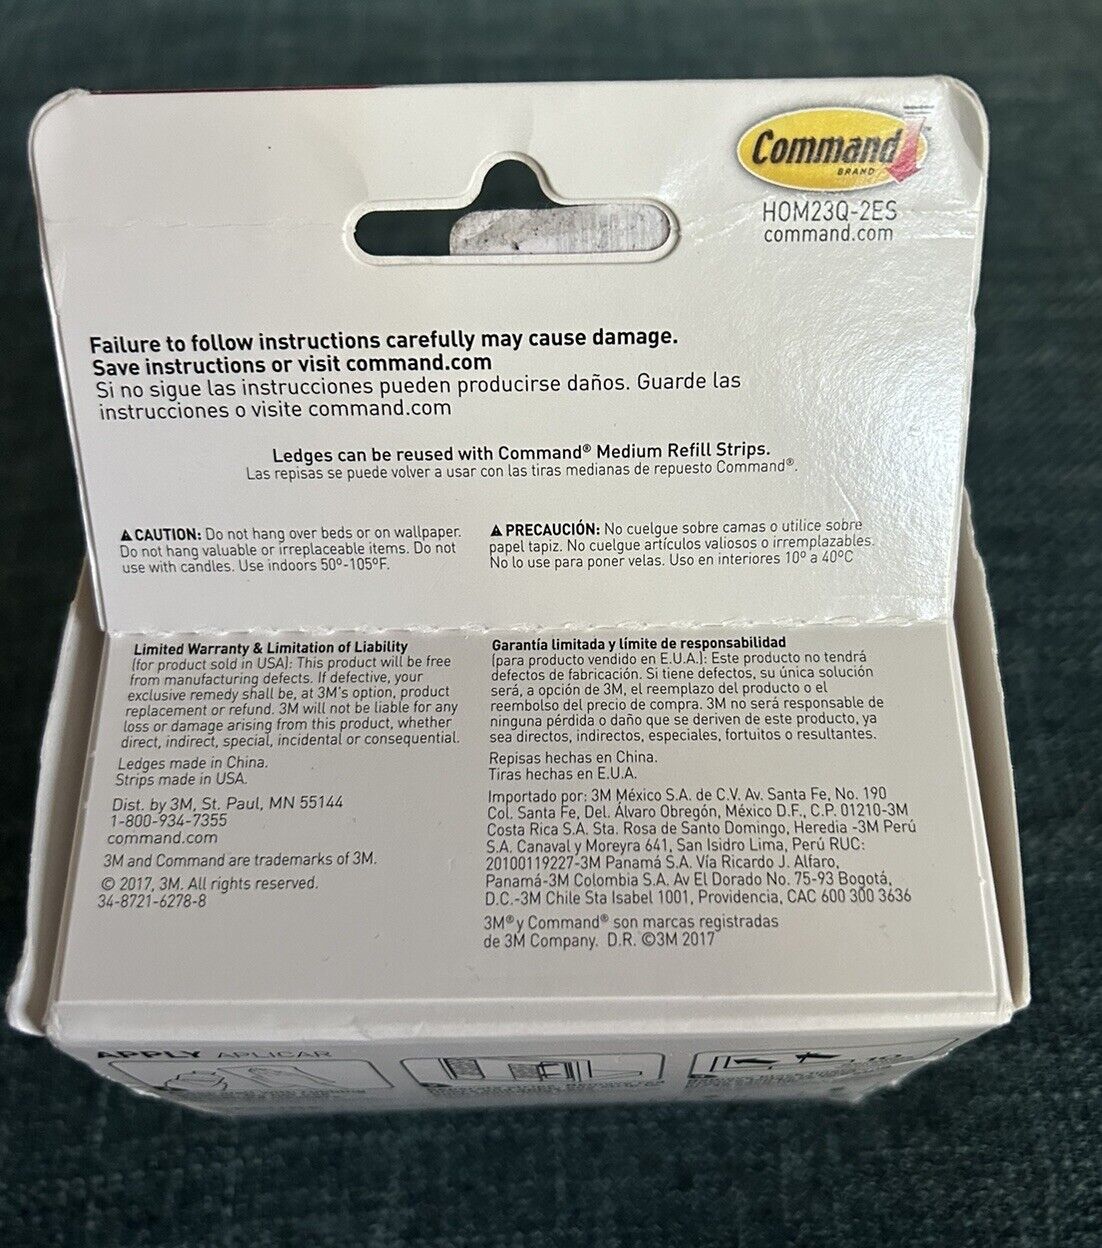 Command
BRAND
HOM23Q-2ES
command.com
Failure to follow instructions carefully may cause damage.
Save instructions or visit command.com
Si no sigue las instrucciones pueden producirse daños. Guarde las
instrucciones o visite command.com
Ledges can be reused with Command® Medium Refill Strips.
Las repisas se puede volver a usar con las tiras medianas de repuesto Command®.
⚠ CAUTION: Do not hang over beds or on wallpaper.
Do not hang valuable or irreplaceable items. Do not
use with candles. Use indoors 50º-105ºF.
⚠ PRECAUCIÓN: No cuelgue sobre camas o utilice sobre
papel tapiz. No cuelgue artículos valiosos o irremplazables.
No lo use para poner velas. Uso en interiores 10º a 40ºC
Limited Warranty & Limitation of Liability
(for product sold in USA): This product will be free
from manufacturing defects. If defective, your
exclusive remedy shall be, at 3M's option, product
replacement or refund. 3M will not be liable for any
loss or damage arising from this product, whether
direct, indirect, special, incidental or consequential.
Ledges made in China.
Strips made in USA.
Dist. by 3M, St. Paul, MN 55144
1-800-934-7355
command.com
3M and Command are trademarks of 3M.
© 2017, 3M. All rights reserved.
34-8721-6278-8
Garantía limitada y límite de responsabilidad
(para producto vendido en E.U.A.): Este producto no tendrá
defectos de fabricación. Si tiene defectos, su única solución
será, a opción de 3M, el reemplazo del producto o el
reembolso del precio de compra. 3M no será responsable de
ninguna pérdida o daño que se deriven de este producto, ya
sea directos, indirectos, especiales, fortuitos o resultantes.
Repisas hechas en China.
Tiras hechas en E.U.A.
Importado por: 3M México S.A. de C.V. Av. Santa Fe, No. 190
Col. Santa Fe, Del. Álvaro Obregón, México D.F., C.P. 01210-3M
Costa Rica S.A. Sta. Rosa de Santo Domingo, Heredia -3M Perú
S.A. Canaval y Moreyra 641, San Isidro Lima, Perú RUC:
20100119227-3M Panamá S.A. Vía Ricardo J. Alfaro,
Panamá-3M Colombia S.A. Av El Dorado No. 75-93 Bogotá,
D.C.-3M Chile Sta Isabel 1001, Providencia, CAC 600 300 3636
3M® y Command® son marcas registradas
de 3M Company. D.R. ©3M 2017
APPLY APLICAR